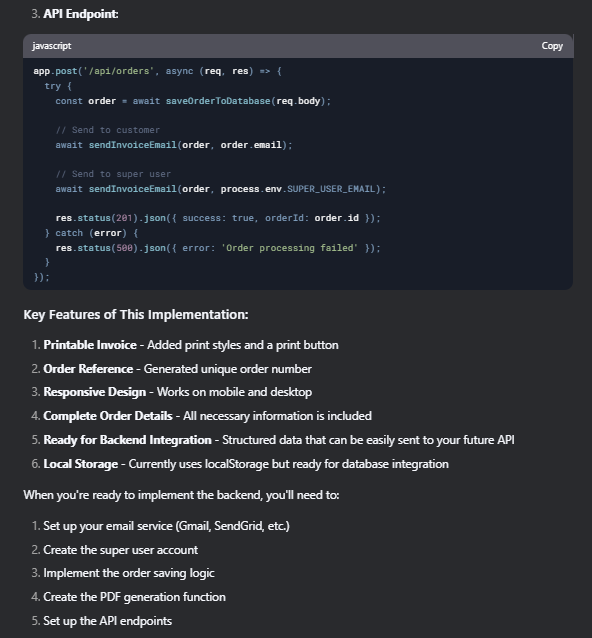 3. API Endpoint:
javascript
Copy
app.post('/api/orders', async (req, res) => {
  try {
    const order = await saveOrderToDatabase(req.body);

    // Send to customer
    await sendInvoiceEmail(order, order.email);

    // Send to super user
    await sendInvoiceEmail(order, process.env.SUPER_USER_EMAIL);

    res.status(201).json({ success: true, orderId: order.id });
  } catch (error) {
    res.status(500).json({ error: 'Order processing failed' });
  }
});
Key Features of This Implementation:
1. Printable Invoice - Added print styles and a print button
2. Order Reference - Generated unique order number
3. Responsive Design - Works on mobile and desktop
4. Complete Order Details - All necessary information is included
5. Ready for Backend Integration - Structured data that can be easily sent to your future API
6. Local Storage - Currently uses localStorage but ready for database integration
When you're ready to implement the backend, you'll need to:
1. Set up your email service (Gmail, SendGrid, etc.)
2. Create the super user account
3. Implement the order saving logic
4. Create the PDF generation function
5. Set up the API endpoints